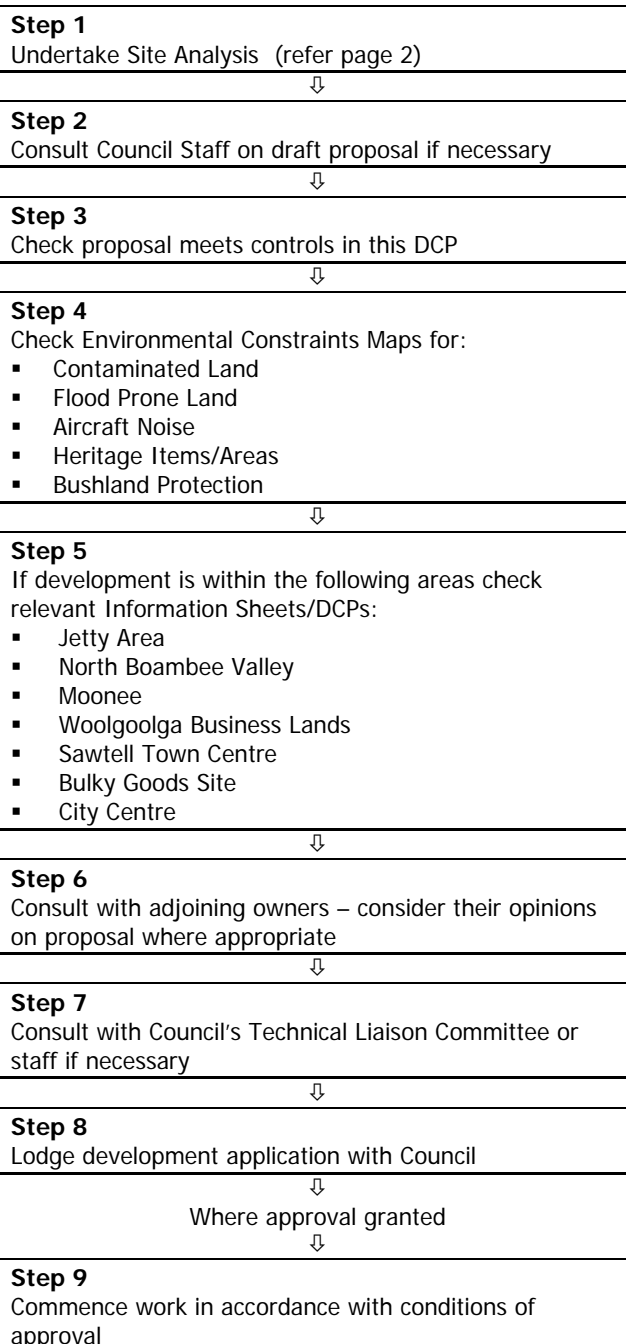 Step 1
Undertake Site Analysis (refer page 2)
⇩
Step 2
Consult Council Staff on draft proposal if necessary
⇩
Step 3
Check proposal meets controls in this DCP
⇩
Step 4
Check Environmental Constraints Maps for:
▪ Contaminated Land
▪ Flood Prone Land
▪ Aircraft Noise
▪ Heritage Items/Areas
▪ Bushland Protection
⇩
Step 5
If development is within the following areas check
relevant Information Sheets/DCPs:
▪ Jetty Area
▪ North Boambee Valley
▪ Moonee
▪ Woolgoolga Business Lands
▪ Sawtell Town Centre
▪ Bulky Goods Site
▪ City Centre
⇩
Step 6
Consult with adjoining owners – consider their opinions
on proposal where appropriate
⇩
Step 7
Consult with Council's Technical Liaison Committee or
staff if necessary
⇩
Step 8
Lodge development application with Council
⇩
Where approval granted
⇩
Step 9
Commence work in accordance with conditions of
approval